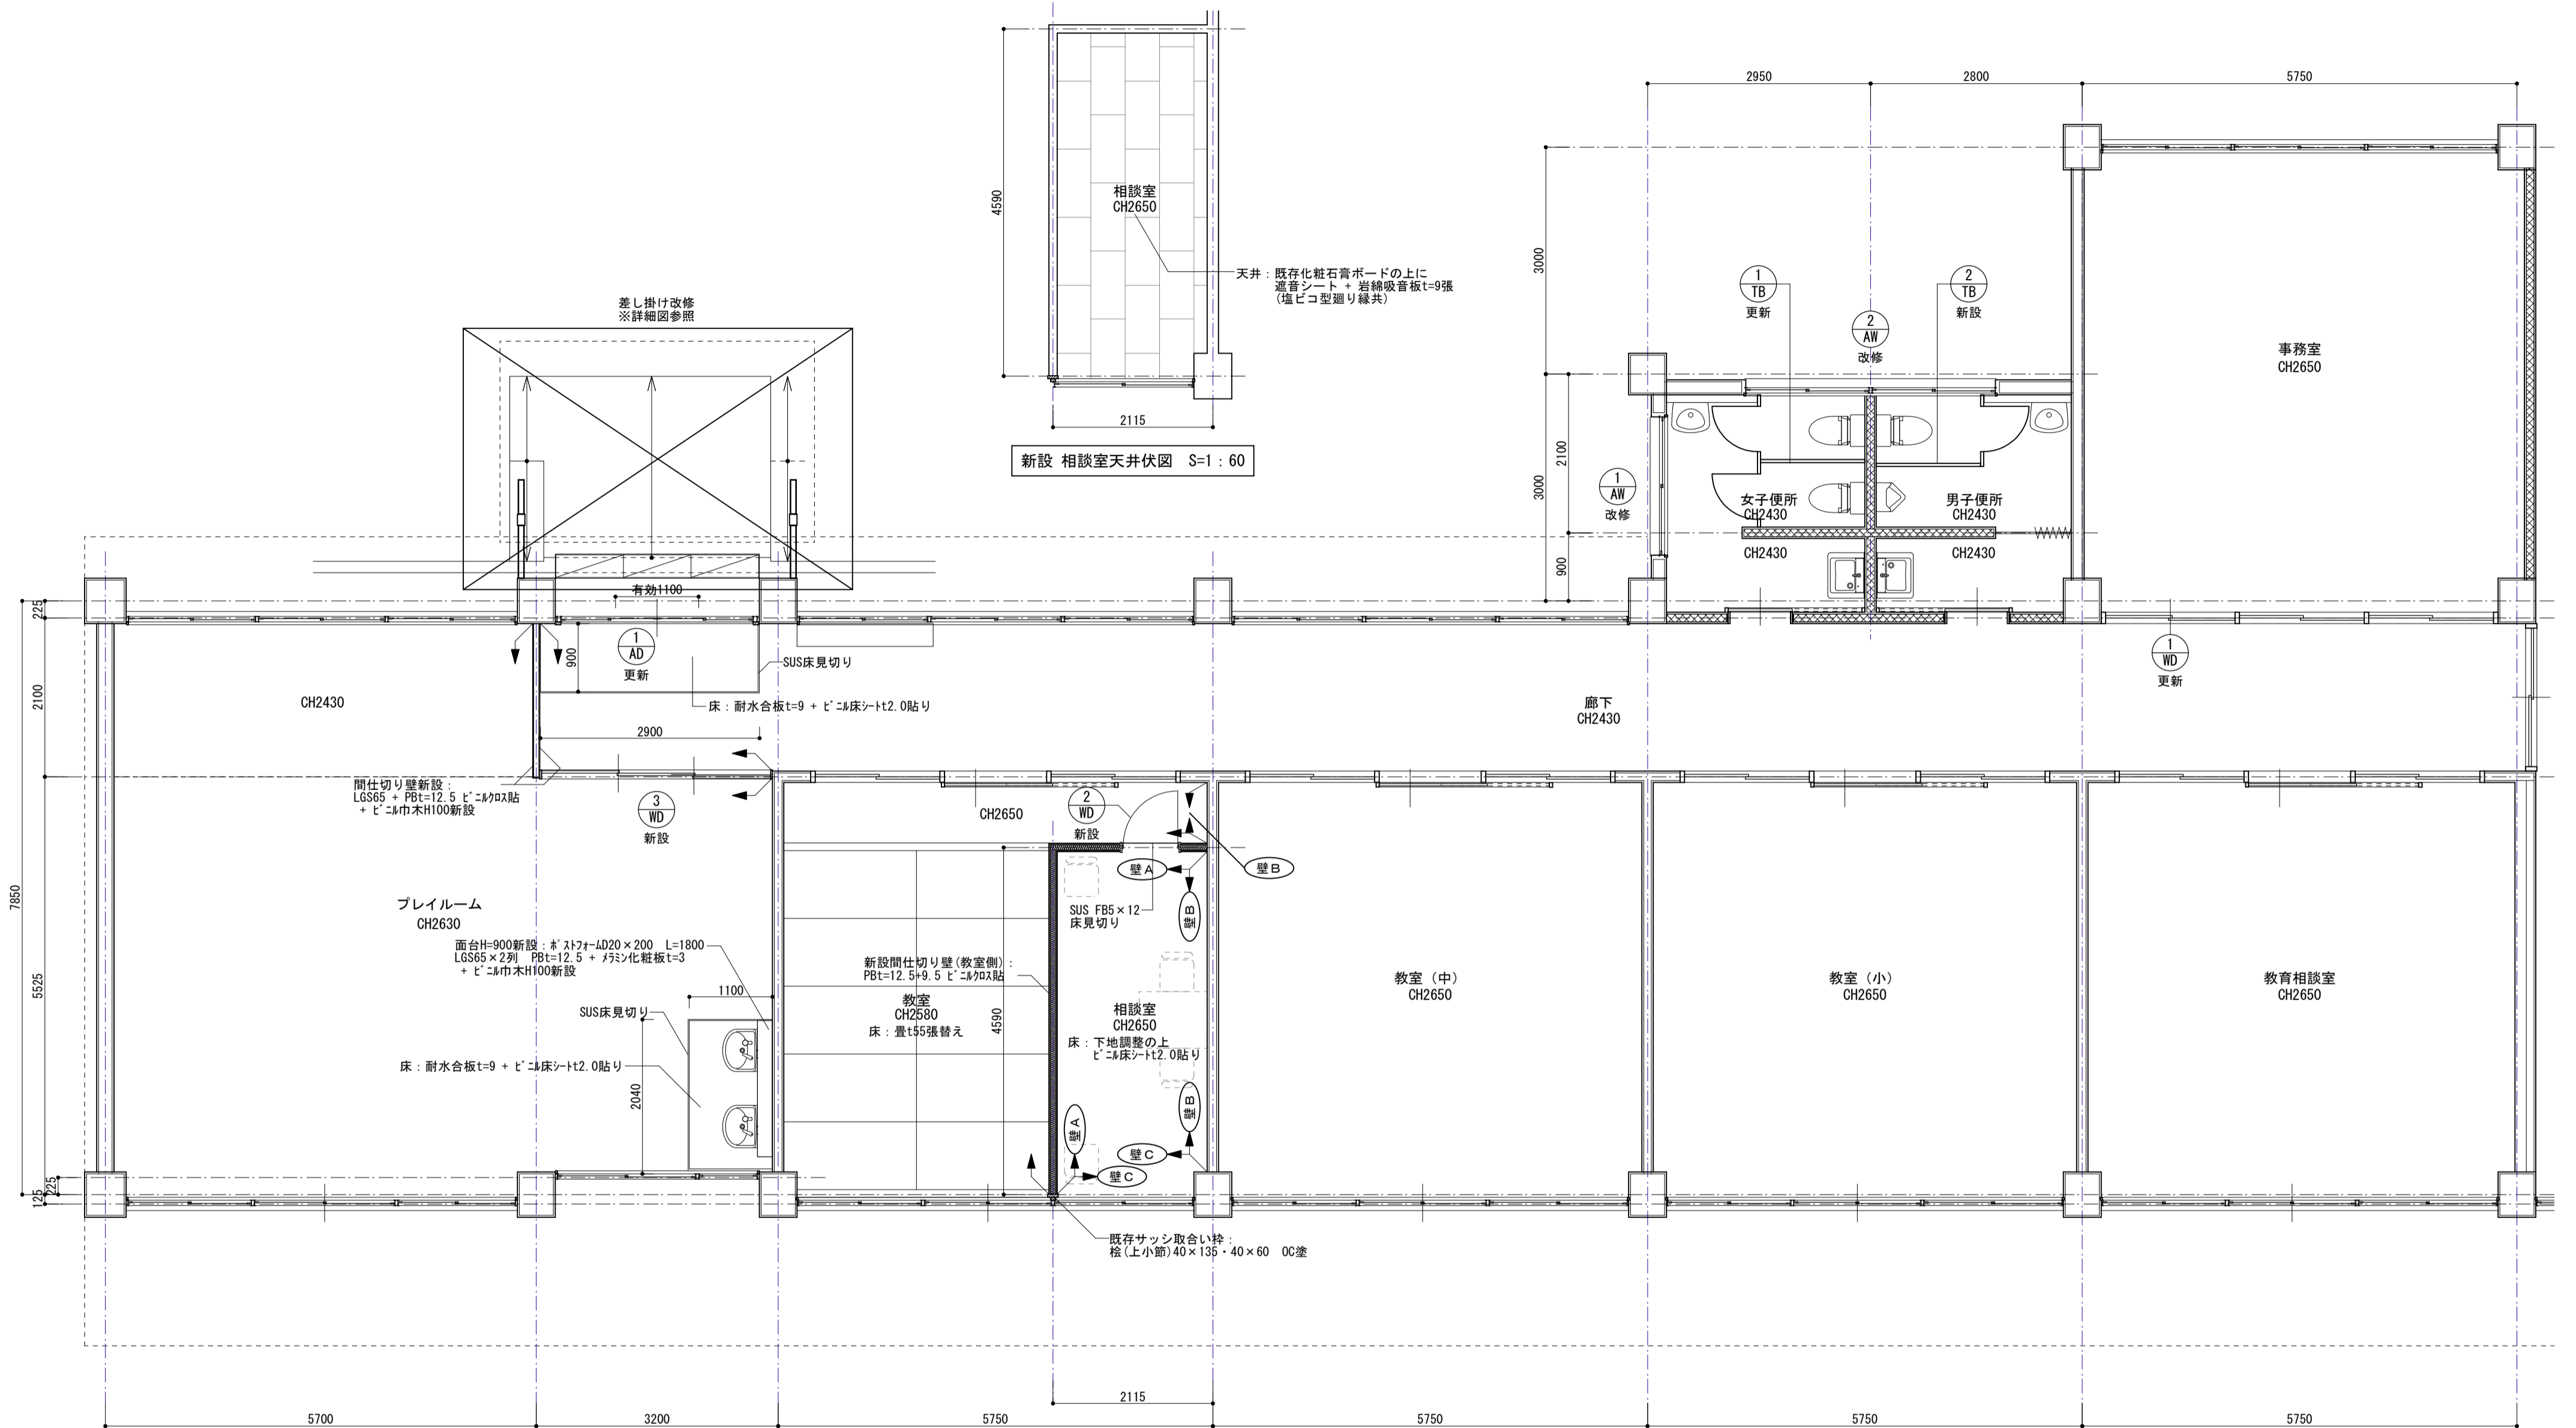 2950
2800
5750
4590
相談室
CH2650
天井：既存化粧石膏ボードの上に
遮音シート + 岩綿吸音板t=9張
(塩ビコ型廻り縁共)
2115
新設 相談室天井伏図　S=1：60
差し掛け改修
※詳細図参照
3000
3000
2100
900
1
TB
更新
2
TB
新設
2
AW
改修
1
AW
改修
事務室
CH2650
女子便所
CH2430
男子便所
CH2430
CH2430
CH2430
225
2100
7850
5525
225
125
有効1100
1
AD
更新
900
SUS床見切り
床：耐水合板t=9 + ﾋﾞﾆﾙ床ｼｰﾄt2.0貼り
CH2430
2900
廊下
CH2430
1
WD
更新
間仕切り壁新設：
LGS65 + PBt=12.5 ﾋﾞﾆﾙｸﾛｽ貼
+ ﾋﾞﾆﾙ巾木H100新設
3
WD
新設
CH2650
2
WD
新設
壁A
壁B
壁B
SUS FB5×12
床見切り
プレイルーム
CH2630
面台H=900新設：ﾎﾟｽﾄﾌｫｰﾑD20×200　L=1800
LGS65×2列　PBt=12.5 + ﾒﾗﾐﾝ化粧板t=3
+ ﾋﾞﾆﾙ巾木H100新設
1100
SUS床見切り
床：耐水合板t=9 + ﾋﾞﾆﾙ床ｼｰﾄt2.0貼り
2040
新設間仕切り壁(教室側)：
PBt=12.5+9.5 ﾋﾞﾆﾙｸﾛｽ貼
教室
CH2580
床：畳t55張替え
4590
相談室
CH2650
床：下地調整の上
ﾋﾞﾆﾙ床ｼｰﾄt2.0貼り
壁A
壁B
壁C
壁C
教室（中）
CH2650
教室（小）
CH2650
教育相談室
CH2650
既存サッシ取合い枠：
桧(上小節)40×135・40×60　OC塗
2115
5700
3200
5750
5750
5750
5750